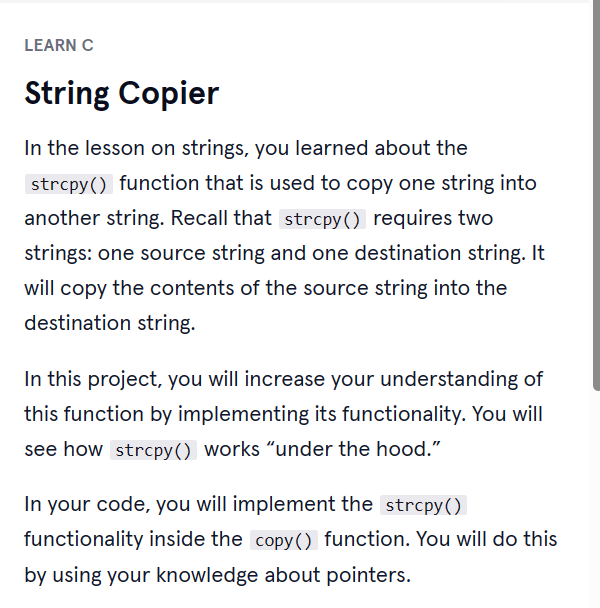 LEARN C
String Copier
In the lesson on strings, you learned about the
strcpy() function that is used to copy one string into
another string. Recall that strcpy() requires two
strings: one source string and one destination string. It
will copy the contents of the source string into the
destination string.
In this project, you will increase your understanding of
this function by implementing its functionality. You will
see how strcpy() works “under the hood.”
In your code, you will implement the strcpy()
functionality inside the copy() function. You will do this
by using your knowledge about pointers.